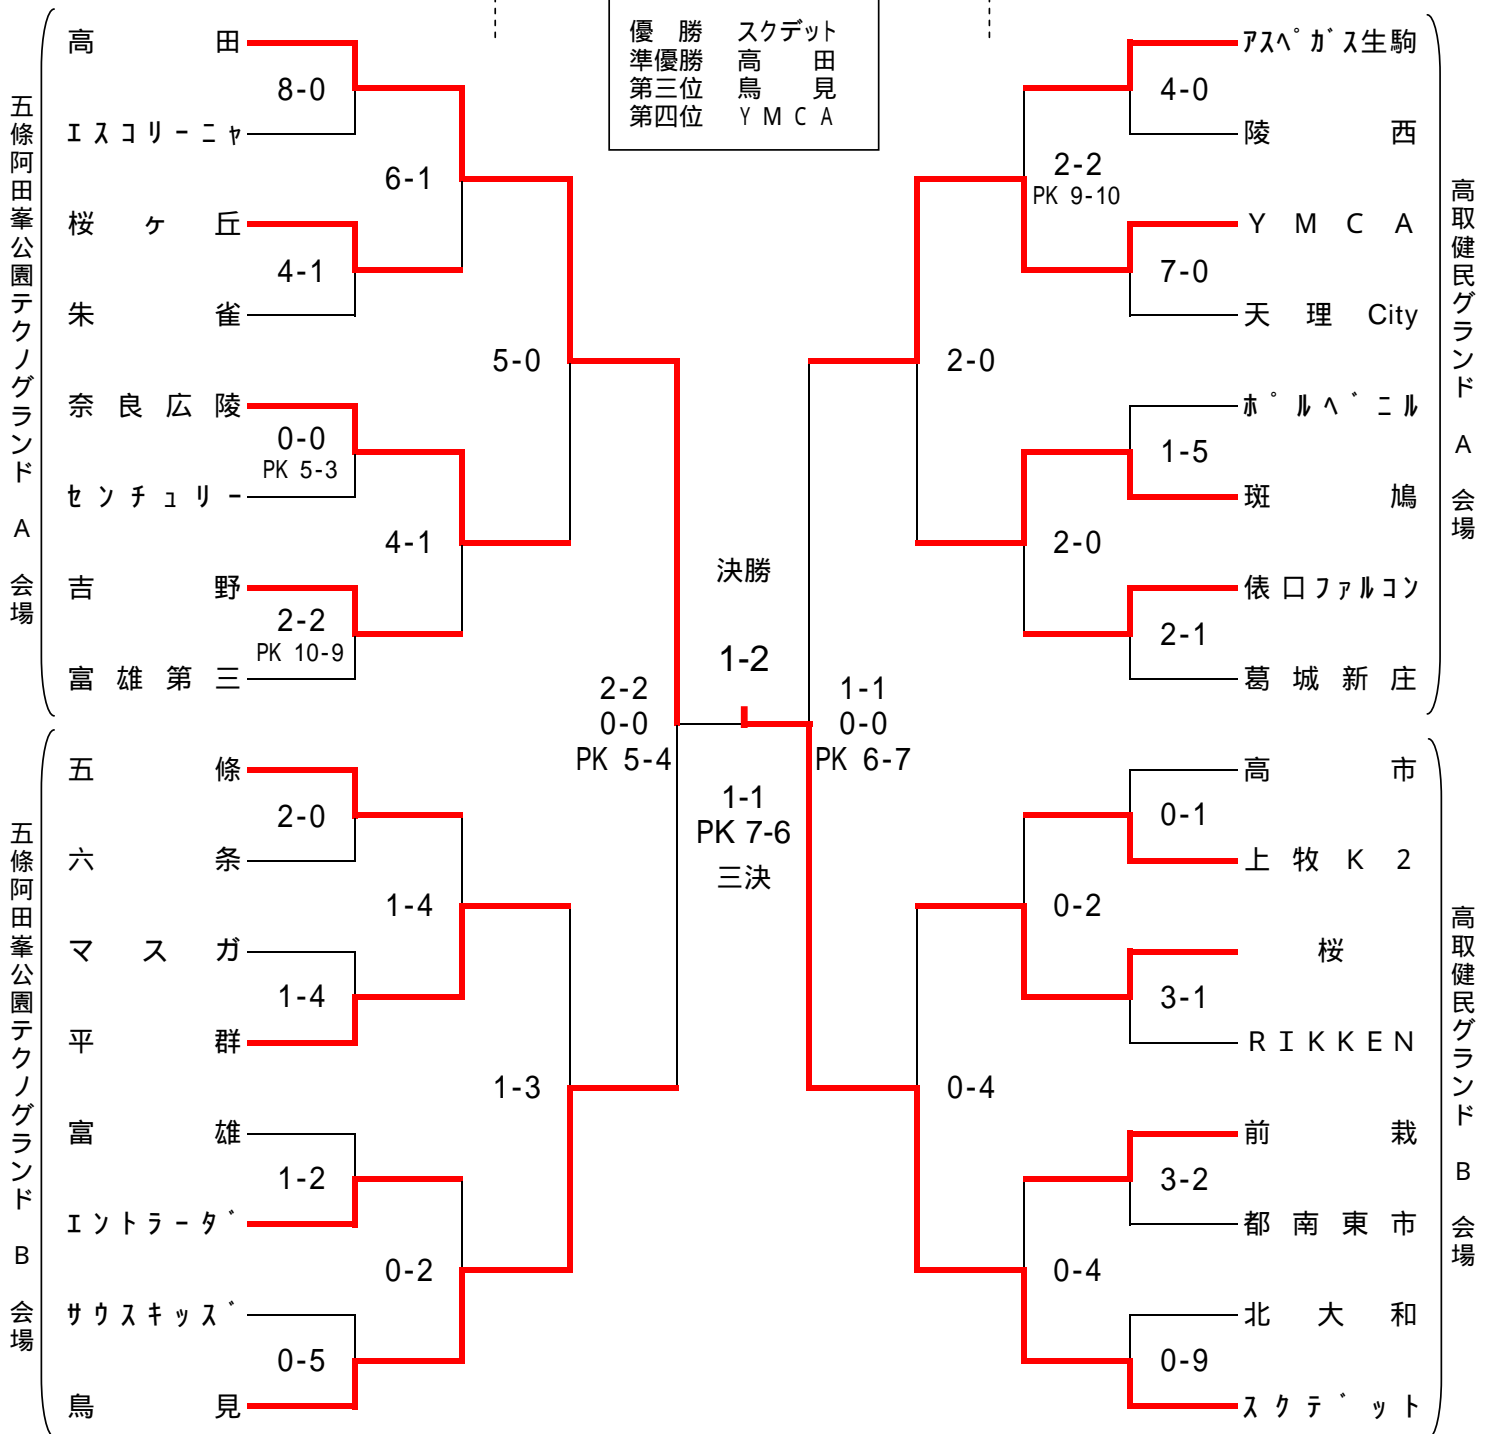 優勝 スクデット
準優勝 高田
第三位 鳥見
第四位 YMCA
五條阿田峯公園テクノグランド A 会場
高田
8-0
エスコリーニャ
6-1
桜ヶ丘
4-1
朱雀
5-0
奈良広陵
0-0
PK 5-3
センチュリー
4-1
吉野
2-2
PK 10-9
富雄第三
2-2
0-0
PK 5-4
五條阿田峯公園テクノグランド B 会場
五條
2-0
六条
1-4
マスガ
1-4
平群
1-3
富雄
1-2
エントラーダ
0-2
サウスキッズ
0-5
鳥見
決勝
1-2
1-1
PK 7-6
三決
高取健民グランド A 会場
アスペガス生駒
4-0
陵西
2-2
PK 9-10
YMCA
7-0
天理City
2-0
ポルベニル
1-5
斑鳩
2-0
俵口ファルコン
2-1
葛城新庄
1-1
0-0
PK 6-7
高取健民グランド B 会場
高市
0-1
上牧K2
0-2
桜
3-1
RIKKEN
0-4
前栽
3-2
都南東市
0-4
北大和
0-9
スクデット